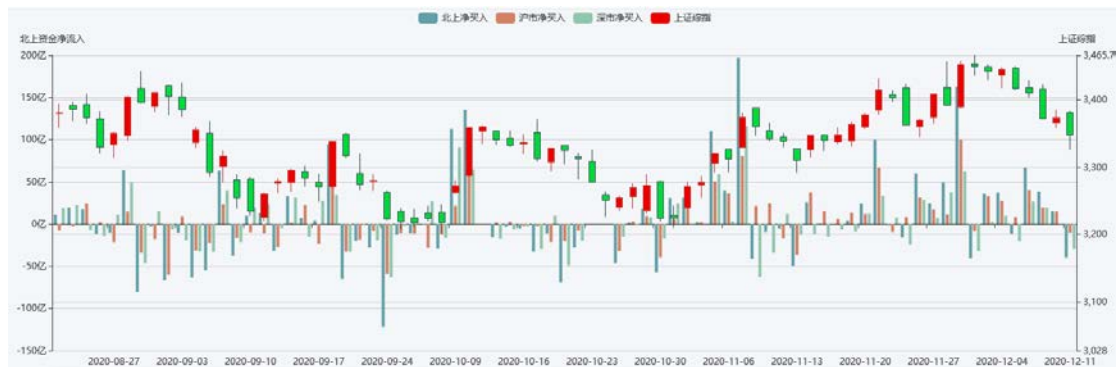 北上净买入 沪市净买入 深市净买入 上证综指
北上资金净流入 上证综指
200亿 3,465.7
150亿 3,400
100亿
50亿 3,300
0亿 3,200
-50亿
-100亿 3,100
-150亿 3,028
2020-08-27 2020-09-03 2020-09-10 2020-09-17 2020-09-24 2020-10-09 2020-10-16 2020-10-23 2020-10-30 2020-11-06 2020-11-13 2020-11-20 2020-11-27 2020-12-04 2020-12-11